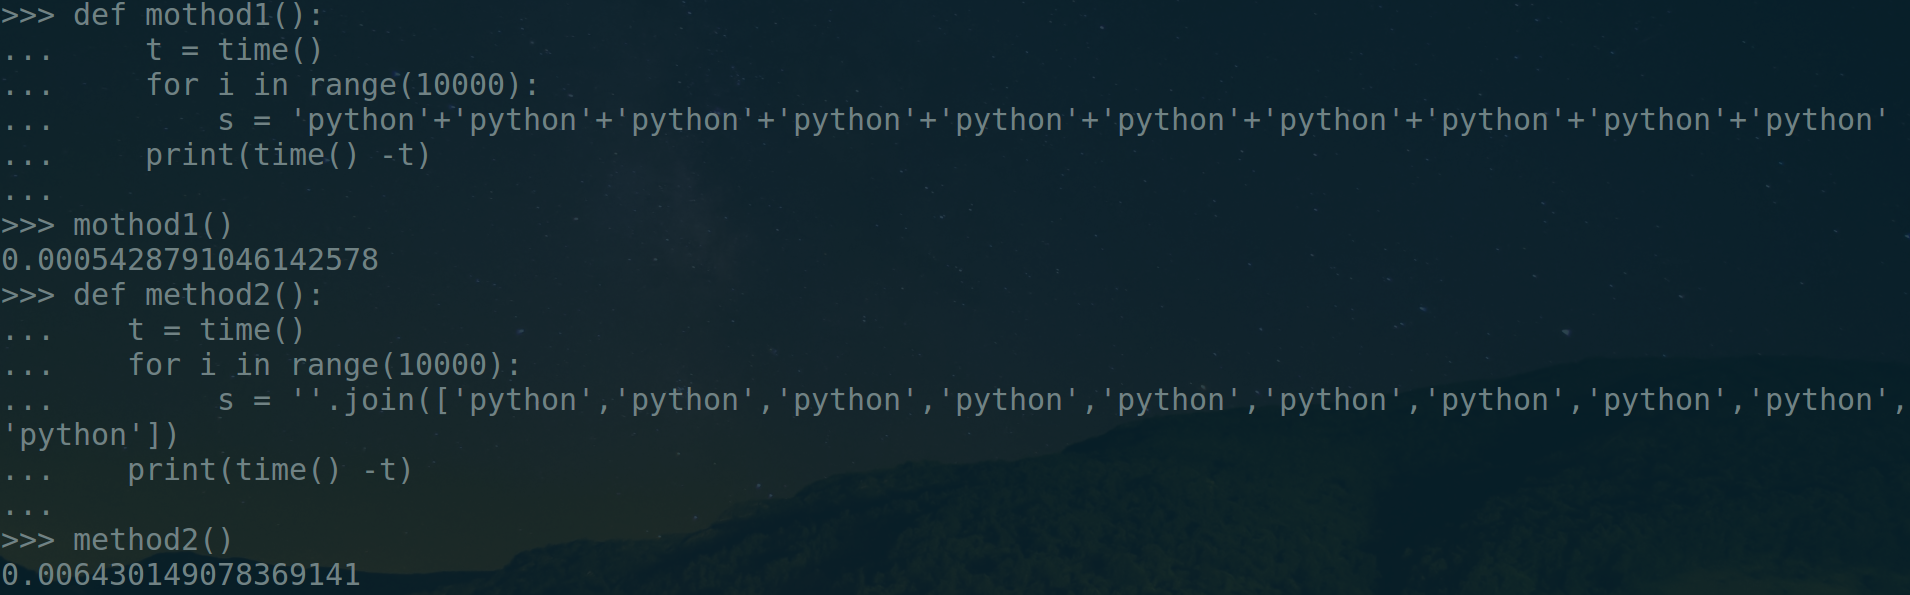 >>> def mothod1():
...     t = time()
...     for i in range(10000):
...         s = 'python'+'python'+'python'+'python'+'python'+'python'+'python'+'python'+'python'+'python'
...     print(time() -t)
...
>>> mothod1()
0.0005428791046142578
>>> def method2():
...    t = time()
...    for i in range(10000):
...         s = ''.join(['python','python','python','python','python','python','python','python','python',
'python'])
...    print(time() -t)
...
>>> method2()
0.006430149078369141